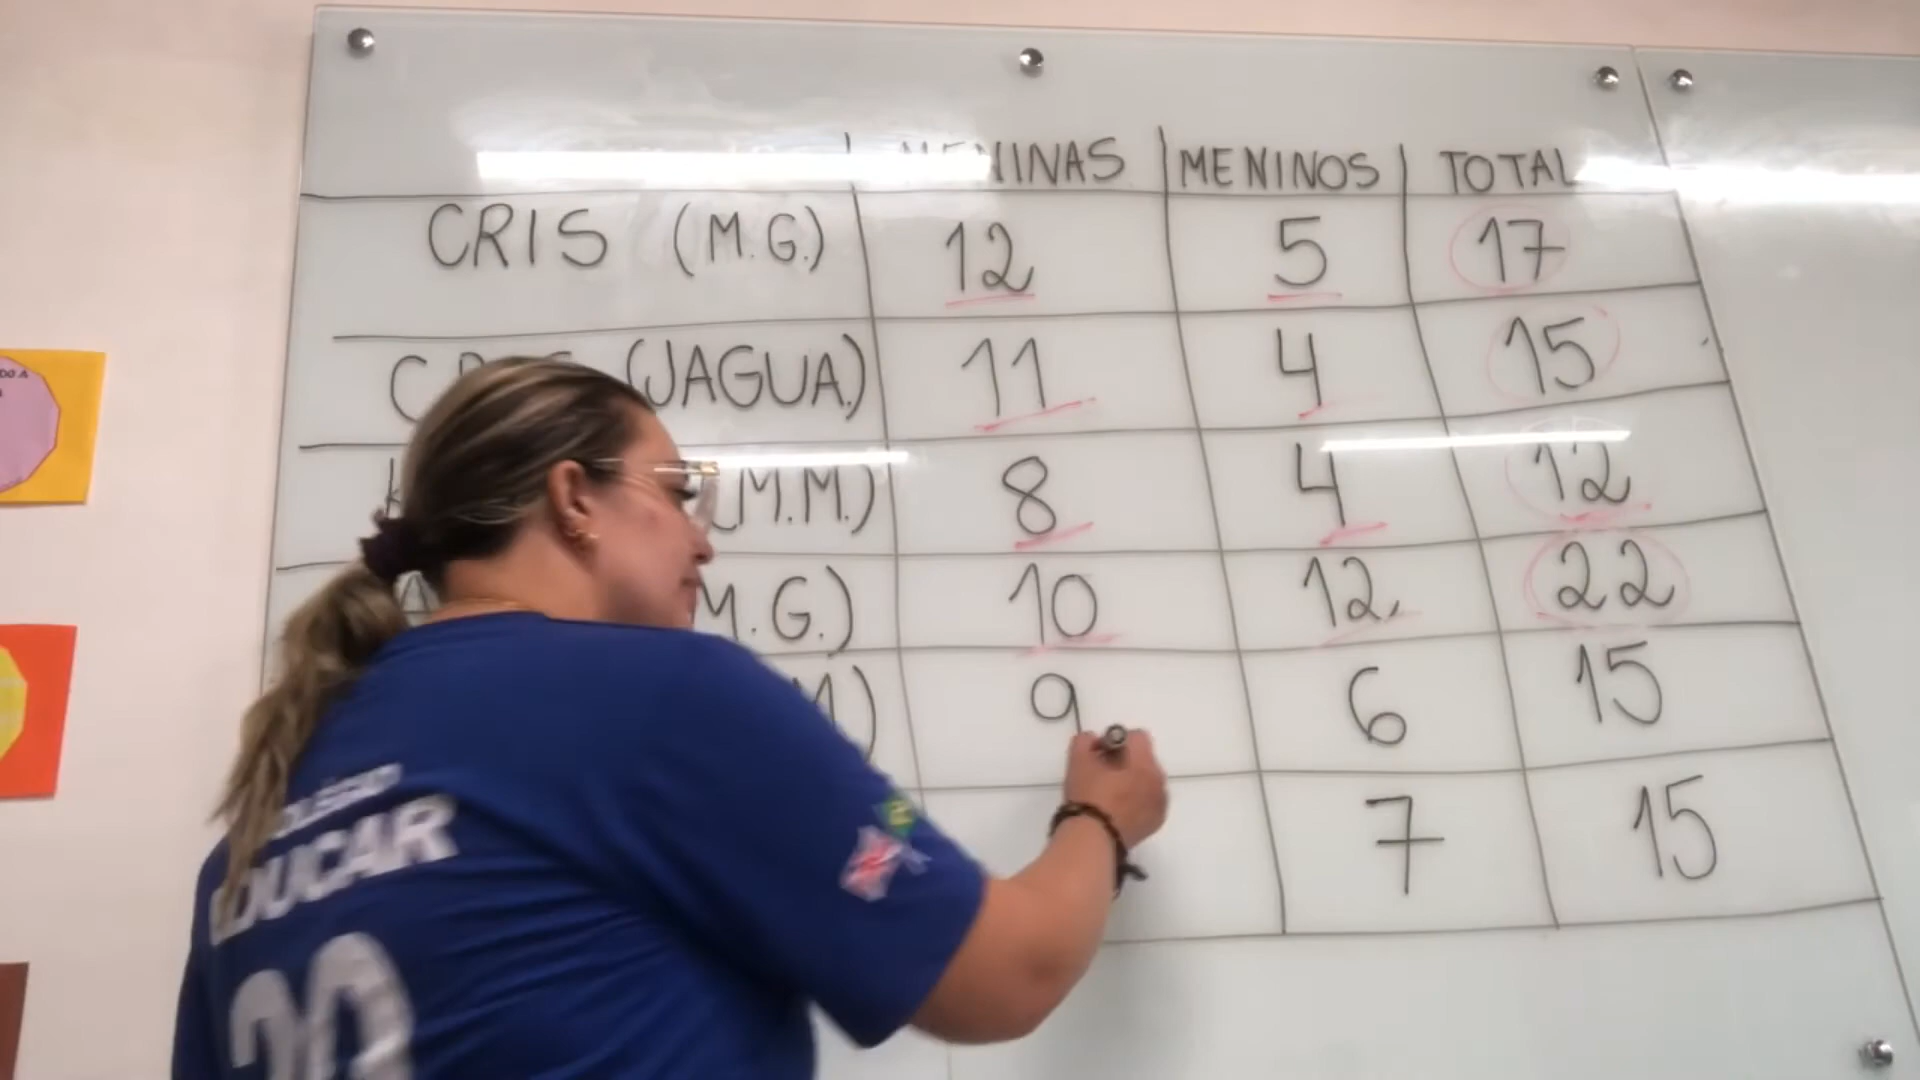 MENINAS MENINOS TOTAL
CRIS (M.G.) 12 5 17
(JAGUA.) 11 4 15
(M.M.) 8 4 12
M.G.) 10 12 22
9 6 15
7 15
EDUCAR
20